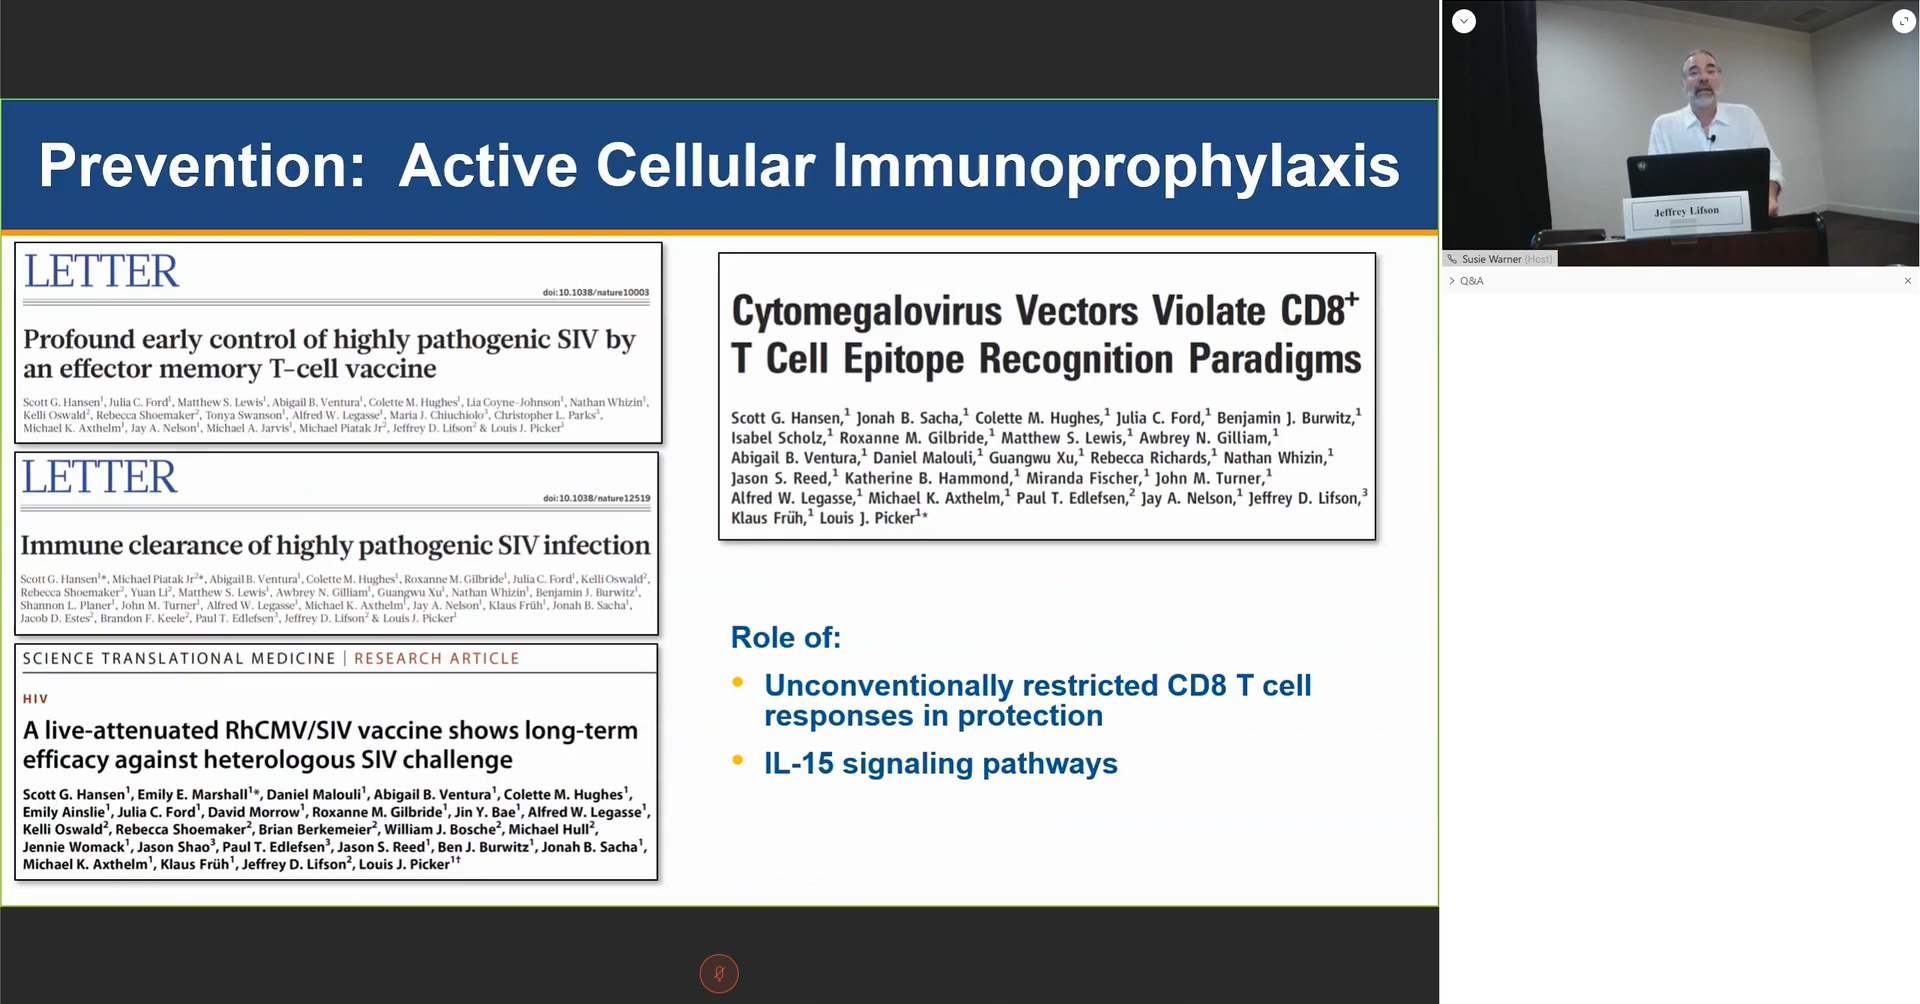 Prevention:  Active Cellular Immunoprophylaxis
LETTER
doi:10.1038/nature10003
Profound early control of highly pathogenic SIV by
an effector memory T-cell vaccine
Scott G. Hansen¹, Julia C. Ford¹, Matthew S. Lewis¹, Abigail B. Ventura¹, Colette M. Hughes¹, Lia Coyne-Johnson¹, Nathan Whizin¹,
Kelli Oswald², Rebecca Shoemaker², Tonya Swanson¹, Alfred W. Legasse¹, Maria J. Chiuchiolo³, Christopher L. Parks³,
Michael K. Axthelm¹, Jay A. Nelson¹, Michael A. Jarvis¹, Michael Piatak Jr², Jeffrey D. Lifson² & Louis J. Picker¹
LETTER
doi:10.1038/nature12519
Immune clearance of highly pathogenic SIV infection
Scott G. Hansen¹*, Michael Piatak Jr²*, Abigail B. Ventura¹, Colette M. Hughes¹, Roxanne M. Gilbride¹, Julia C. Ford¹, Kelli Oswald²,
Rebecca Shoemaker², Yuan Li², Matthew S. Lewis¹, Awbrey N. Gilliam¹, Guangwu Xu¹, Nathan Whizin¹, Benjamin J. Burwitz¹,
Shannon L. Planer¹, John M. Turner¹, Alfred W. Legasse¹, Michael K. Axthelm¹, Jay A. Nelson¹, Klaus Früh¹, Jonah B. Sacha¹,
Jacob D. Estes², Brandon F. Keele², Paul T. Edlefsen³, Jeffrey D. Lifson² & Louis J. Picker¹
SCIENCE TRANSLATIONAL MEDICINE | RESEARCH ARTICLE
HIV
A live-attenuated RhCMV/SIV vaccine shows long-term
efficacy against heterologous SIV challenge
Scott G. Hansen¹, Emily E. Marshall¹*, Daniel Malouli¹, Abigail B. Ventura¹, Colette M. Hughes¹,
Emily Ainslie¹, Julia C. Ford¹, David Morrow¹, Roxanne M. Gilbride¹, Jin Y. Bae¹, Alfred W. Legasse¹,
Kelli Oswald², Rebecca Shoemaker², Brian Berkemeier², William J. Bosche², Michael Hull²,
Jennie Womack¹, Jason Shao³, Paul T. Edlefsen³, Jason S. Reed¹, Ben J. Burwitz¹, Jonah B. Sacha¹,
Michael K. Axthelm¹, Klaus Früh¹, Jeffrey D. Lifson², Louis J. Picker¹†
Cytomegalovirus Vectors Violate CD8⁺
T Cell Epitope Recognition Paradigms
Scott G. Hansen,¹ Jonah B. Sacha,¹ Colette M. Hughes,¹ Julia C. Ford,¹ Benjamin J. Burwitz,¹
Isabel Scholz,¹ Roxanne M. Gilbride,¹ Matthew S. Lewis,¹ Awbrey N. Gilliam,¹
Abigail B. Ventura,¹ Daniel Malouli,¹ Guangwu Xu,¹ Rebecca Richards,¹ Nathan Whizin,¹
Jason S. Reed,¹ Katherine B. Hammond,¹ Miranda Fischer,¹ John M. Turner,¹
Alfred W. Legasse,¹ Michael K. Axthelm,¹ Paul T. Edlefsen,² Jay A. Nelson,¹ Jeffrey D. Lifson,³
Klaus Früh,¹ Louis J. Picker¹*
Role of:
• Unconventionally restricted CD8 T cell
responses in protection
• IL-15 signaling pathways
Jeffrey Lifson
Susie Warner (Host)
Q&A